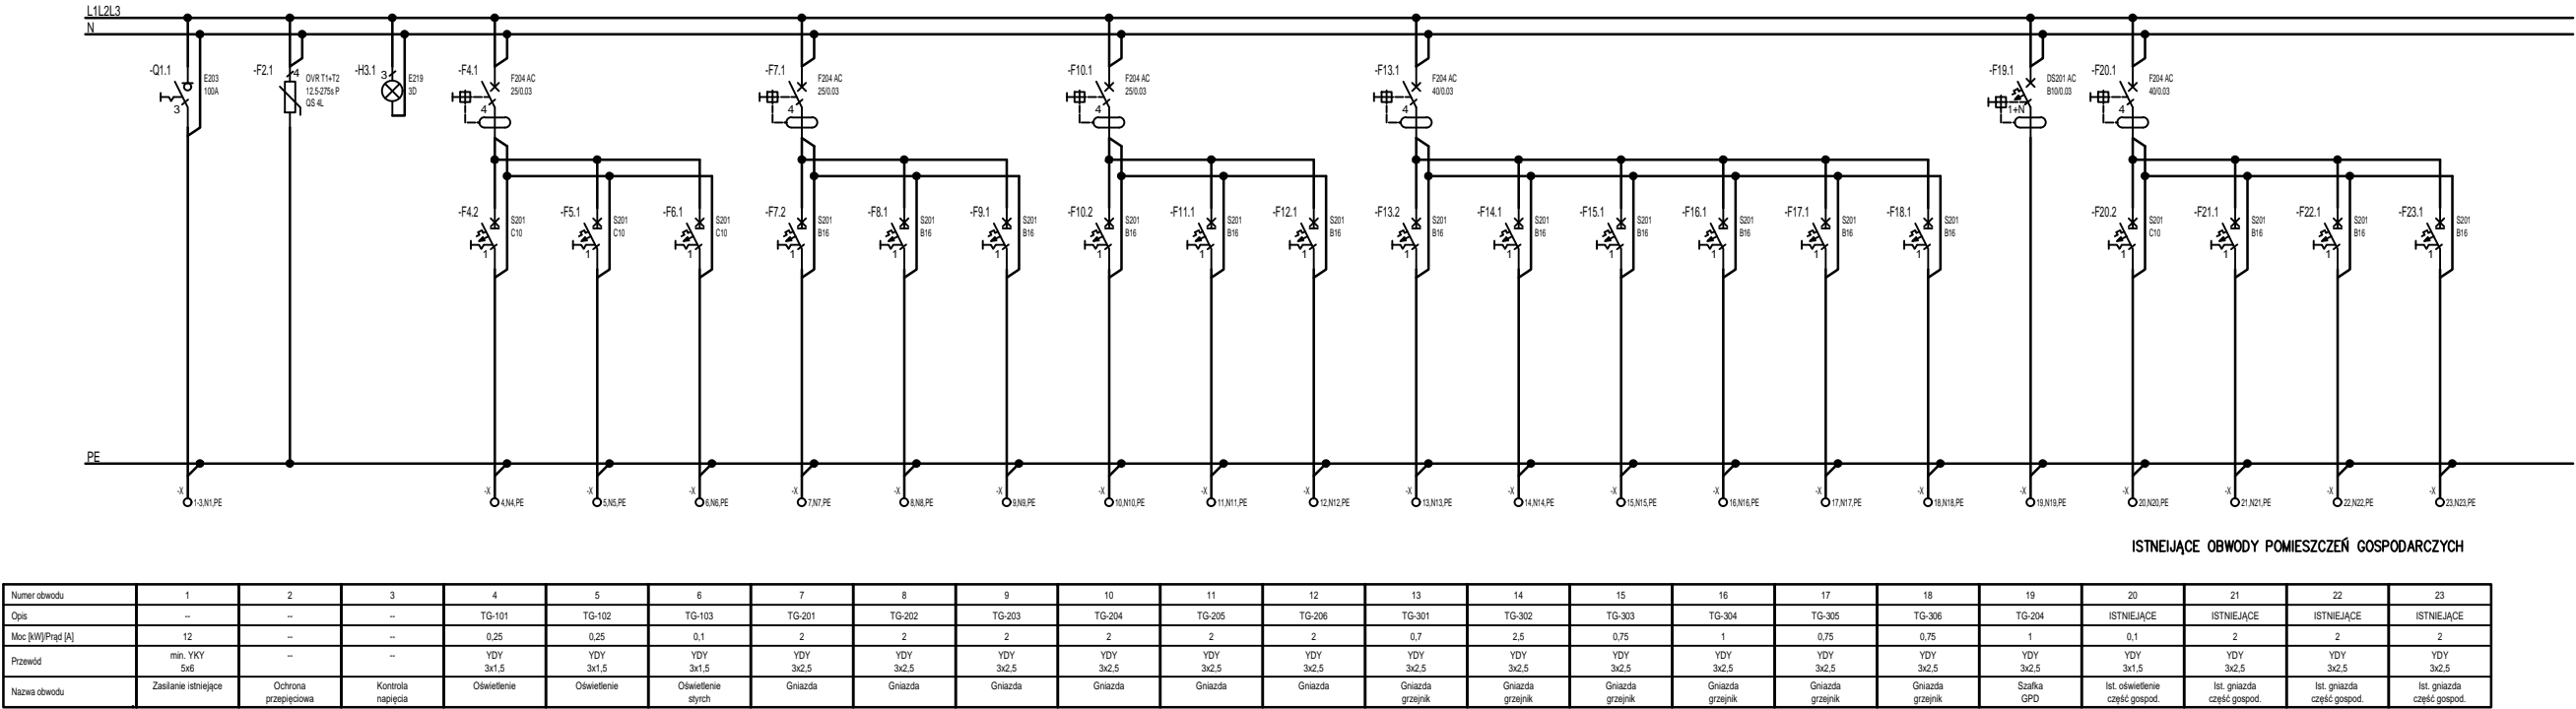 L1L2L3
N
-Q1.1
E203
100A
3
-F2.1
4
OVR T1+T2
12.5-275s P
QS 4L
-H3.1
3
E219
3D
-F4.1
F204 AC
25/0.03
4
-F7.1
F204 AC
25/0.03
4
-F10.1
F204 AC
25/0.03
4
-F13.1
F204 AC
40/0.03
4
-F19.1
DS201 AC
B10/0.03
1+N
-F20.1
F204 AC
40/0.03
4
-F4.2
S201
C10
1
-F5.1
S201
C10
1
-F6.1
S201
C10
1
-F7.2
S201
B16
1
-F8.1
S201
B16
1
-F9.1
S201
B16
1
-F10.2
S201
B16
1
-F11.1
S201
B16
1
-F12.1
S201
B16
1
-F13.2
S201
B16
1
-F14.1
S201
B16
1
-F15.1
S201
B16
1
-F16.1
S201
B16
1
-F17.1
S201
B16
1
-F18.1
S201
B16
1
-F20.2
S201
C10
1
-F21.1
S201
B16
1
-F22.1
S201
B16
1
-F23.1
S201
B16
1
PE
-X 1-3,N1,PE
-X 4,N4,PE
-X 5,N5,PE
-X 6,N6,PE
-X 7,N7,PE
-X 8,N8,PE
-X 9,N9,PE
-X 10,N10,PE
-X 11,N11,PE
-X 12,N12,PE
-X 13,N13,PE
-X 14,N14,PE
-X 15,N15,PE
-X 16,N16,PE
-X 17,N17,PE
-X 18,N18,PE
-X 19,N19,PE
-X 20,N20,PE
-X 21,N21,PE
-X 22,N22,PE
-X 23,N23,PE
ISTNEIJĄCE OBWODY POMIESZCZEŃ GOSPODARCZYCH
Numer obwodu 1 2 3 4 5 6 7 8 9 10 11 12 13 14 15 16 17 18 19 20 21 22 23
Opis -- -- -- TG-101 TG-102 TG-103 TG-201 TG-202 TG-203 TG-204 TG-205 TG-206 TG-301 TG-302 TG-303 TG-304 TG-305 TG-306 TG-204 ISTNIEJĄCE ISTNIEJĄCE ISTNIEJĄCE ISTNIEJĄCE
Moc [kW]/Prąd [A] 12 -- -- 0,25 0,25 0,1 2 2 2 2 2 2 0,7 2,5 0,75 1 0,75 0,75 1 0,1 2 2 2
Przewód min. YKY -- -- YDY YDY YDY YDY YDY YDY YDY YDY YDY YDY YDY YDY YDY YDY YDY YDY YDY YDY YDY YDY
5x6 3x1,5 3x1,5 3x1,5 3x2,5 3x2,5 3x2,5 3x2,5 3x2,5 3x2,5 3x2,5 3x2,5 3x2,5 3x2,5 3x2,5 3x2,5 3x2,5 3x1,5 3x2,5 3x2,5 3x2,5
Nazwa obwodu Zasilanie istniejące Ochrona Kontrola Oświetlenie Oświetlenie Oświetlenie Gniazda Gniazda Gniazda Gniazda Gniazda Gniazda Gniazda Gniazda Gniazda Gniazda Gniazda Gniazda Szafka Ist. oświetlenie Ist. gniazda Ist. gniazda Ist. gniazda
przepięciowa napięcia styrch grzejnik grzejnik grzejnik grzejnik grzejnik grzejnik GPD część gospod. część gospod. część gospod. część gospod.